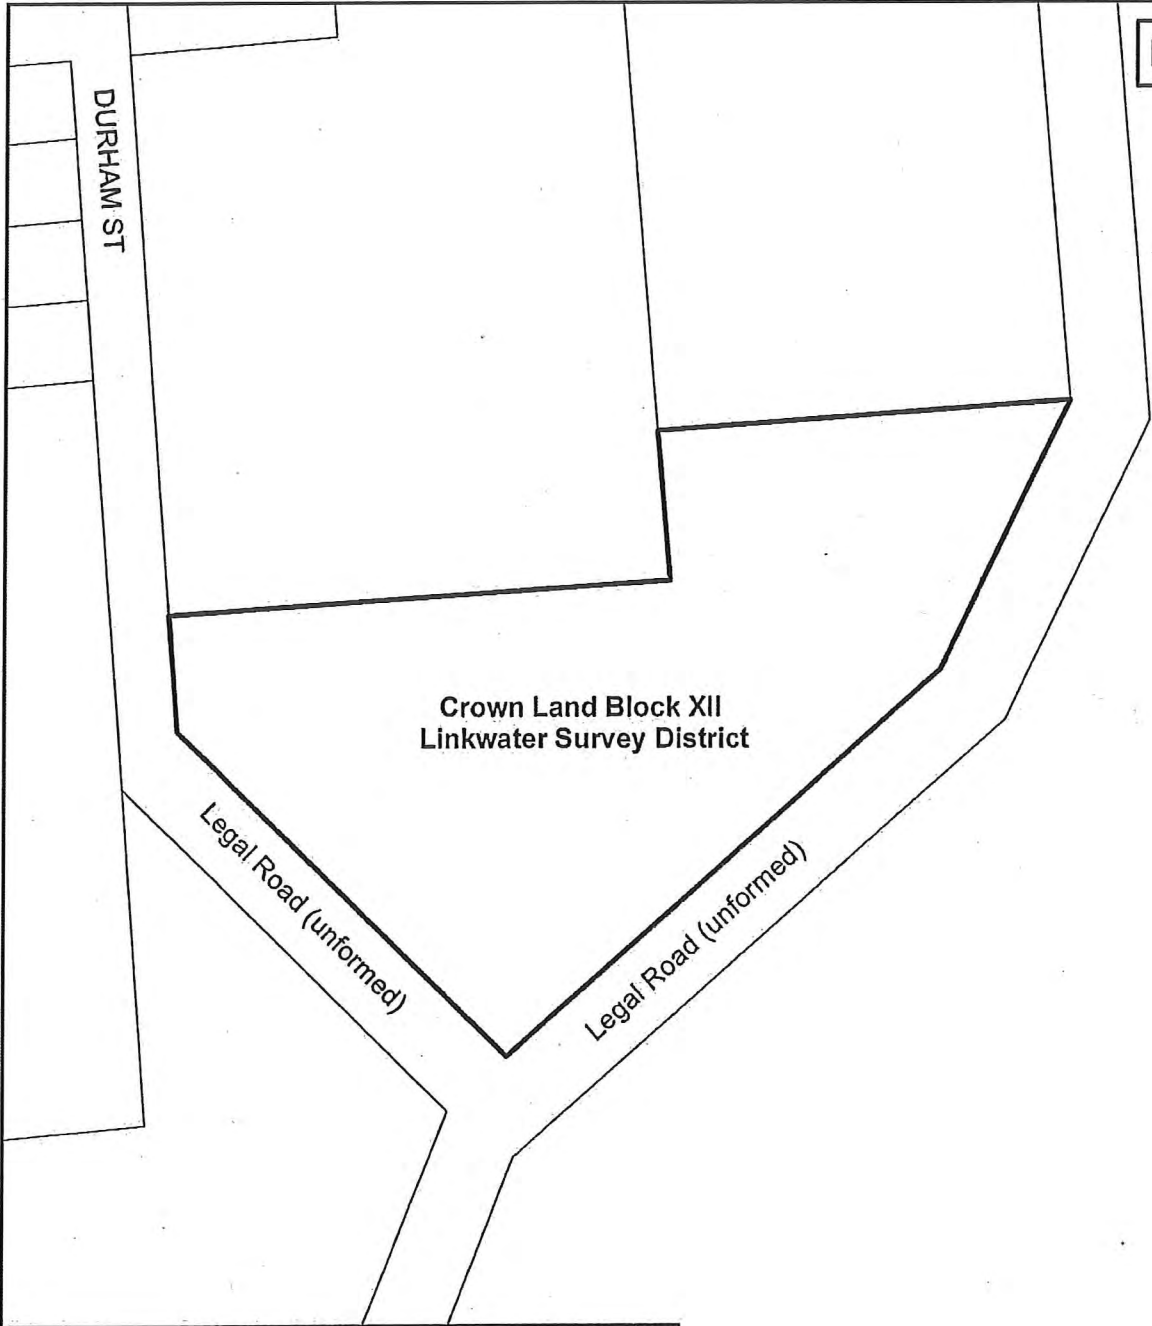 DURHAM ST
Crown Land Block XII
Linkwater Survey District
Legal Road (unformed)
Legal Road (unformed)